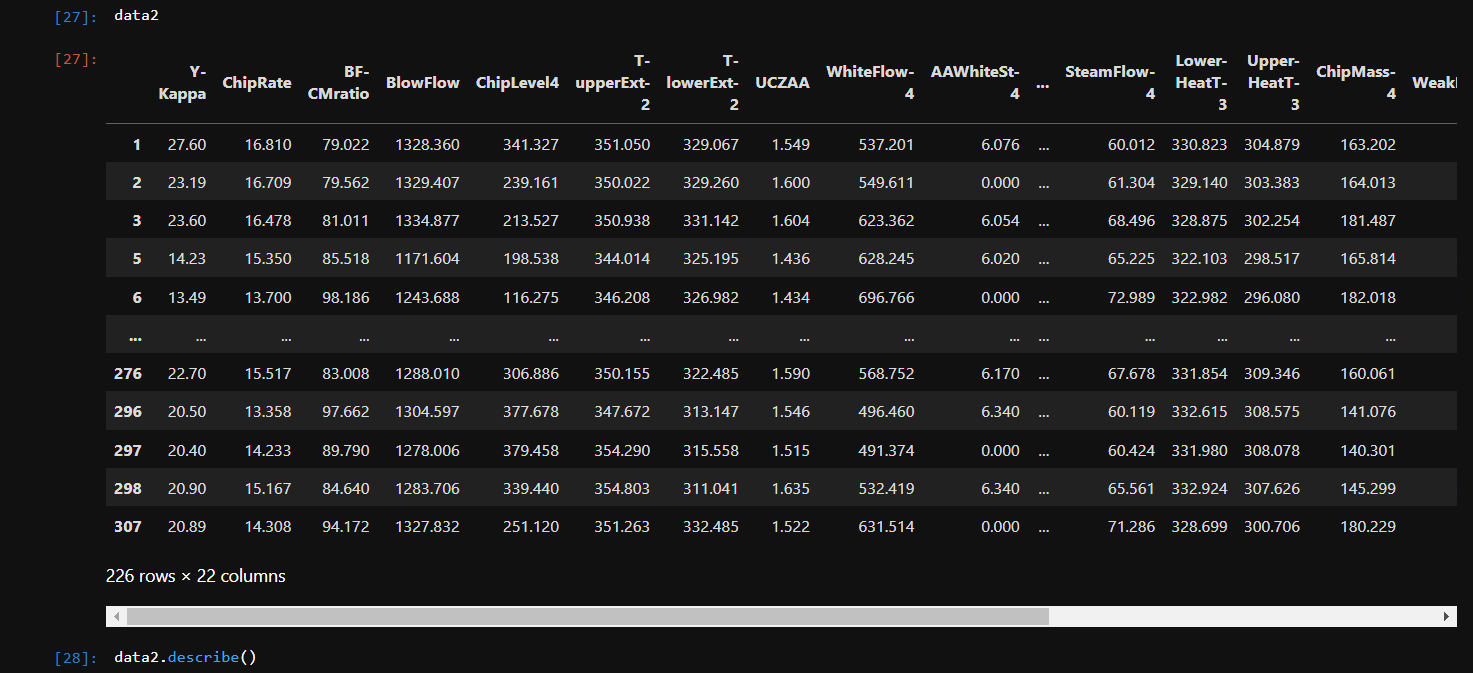 [27]: data2
[27]:
Y-Kappa ChipRate BF-CMratio BlowFlow ChipLevel4 T-upperExt-2 T-lowerExt-2 UCZAA WhiteFlow-4 AAWhiteSt-4 ... SteamFlow-4 Lower-HeatT-3 Upper-HeatT-3 ChipMass-4
1 27.60 16.810 79.022 1328.360 341.327 351.050 329.067 1.549 537.201 6.076 ... 60.012 330.823 304.879 163.202
2 23.19 16.709 79.562 1329.407 239.161 350.022 329.260 1.600 549.611 0.000 ... 61.304 329.140 303.383 164.013
3 23.60 16.478 81.011 1334.877 213.527 350.938 331.142 1.604 623.362 6.054 ... 68.496 328.875 302.254 181.487
5 14.23 15.350 85.518 1171.604 198.538 344.014 325.195 1.436 628.245 6.020 ... 65.225 322.103 298.517 165.814
6 13.49 13.700 98.186 1243.688 116.275 346.208 326.982 1.434 696.766 0.000 ... 72.989 322.982 296.080 182.018
... ... ... ... ... ... ... ... ... ... ... ... ... ... ... ...
276 22.70 15.517 83.008 1288.010 306.886 350.155 322.485 1.590 568.752 6.170 ... 67.678 331.854 309.346 160.061
296 20.50 13.358 97.662 1304.597 377.678 347.672 313.147 1.546 496.460 6.340 ... 60.119 332.615 308.575 141.076
297 20.40 14.233 89.790 1278.006 379.458 354.290 315.558 1.515 491.374 0.000 ... 60.424 331.980 308.078 140.301
298 20.90 15.167 84.640 1283.706 339.440 354.803 311.041 1.635 532.419 6.340 ... 65.561 332.924 307.626 145.299
307 20.89 14.308 94.172 1327.832 251.120 351.263 332.485 1.522 631.514 0.000 ... 71.286 328.699 300.706 180.229
226 rows × 22 columns
[28]: data2.describe()